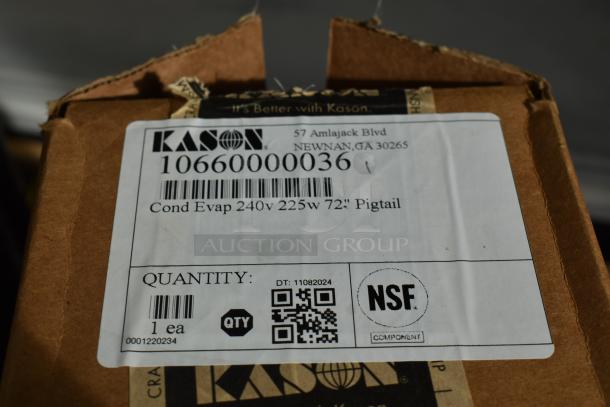 It's Better with Kason.
KASON®
57 Amlajack Blvd
NEWNAN,GA 30265
10660000036
Cond Evap 240v 225w 72" Pigtail
AUCTION GROUP
QUANTITY:
DT: 11082024
1 ea
QTY
NSF.
COMPONENT
0001220234
CRA
KASON®